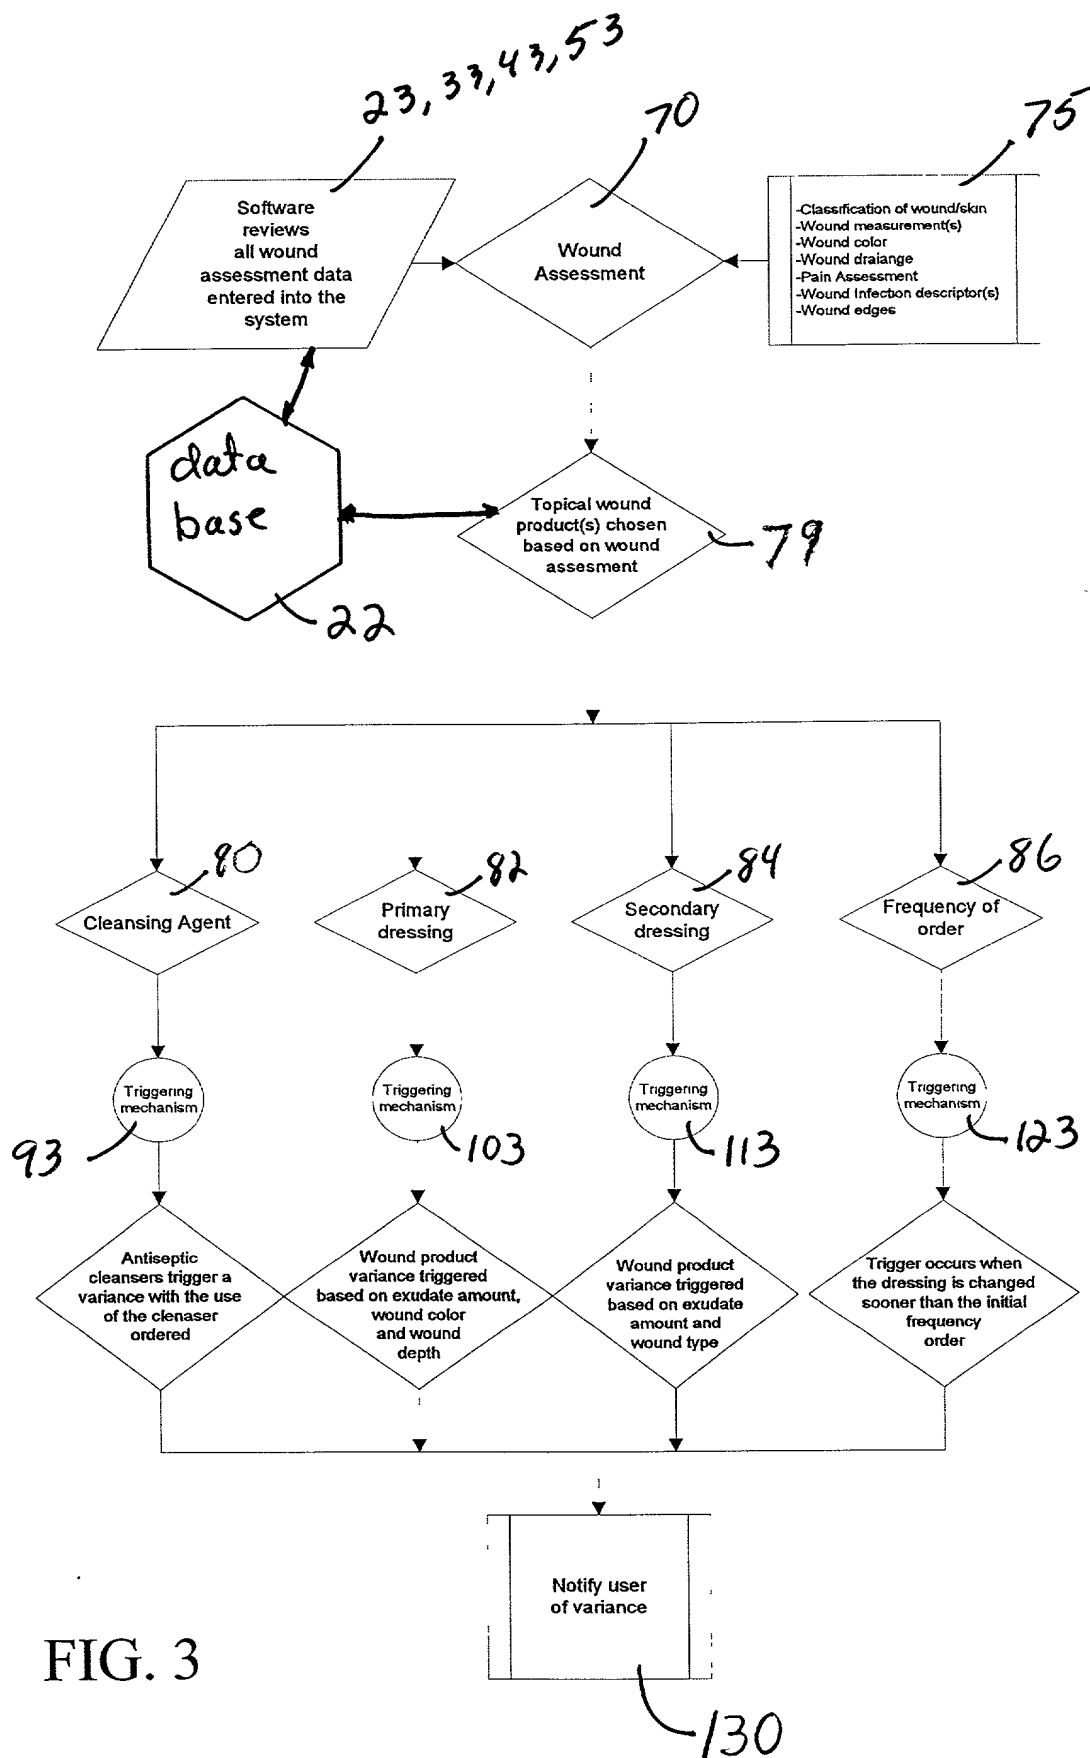 23, 33, 43, 53
70
75
Software
reviews
all wound
assessment data
entered into the
system
Wound
Assessment
-Classification of wound/skin
-Wound measurement(s)
-Wound color
-Wound draiange
-Pain Assessment
-Wound Infection descriptor(s)
-Wound edges
data
base
22
Topical wound
product(s) chosen
based on wound
assesment
79
80
82
84
86
Cleansing Agent
Primary
dressing
Secondary
dressing
Frequency of
order
Triggering
mechanism
Triggering
mechanism
Triggering
mechanism
Triggering
mechanism
93
103
113
123
Antiseptic
cleansers trigger a
variance with the use
of the clenaser
ordered
Wound product
variance triggered
based on exudate amount,
wound color
and wound
depth
Wound product
variance triggered
based on exudate
amount and
wound type
Trigger occurs when
the dressing is changed
sooner than the initial
frequency
order
Notify user
of variance
130
FIG. 3